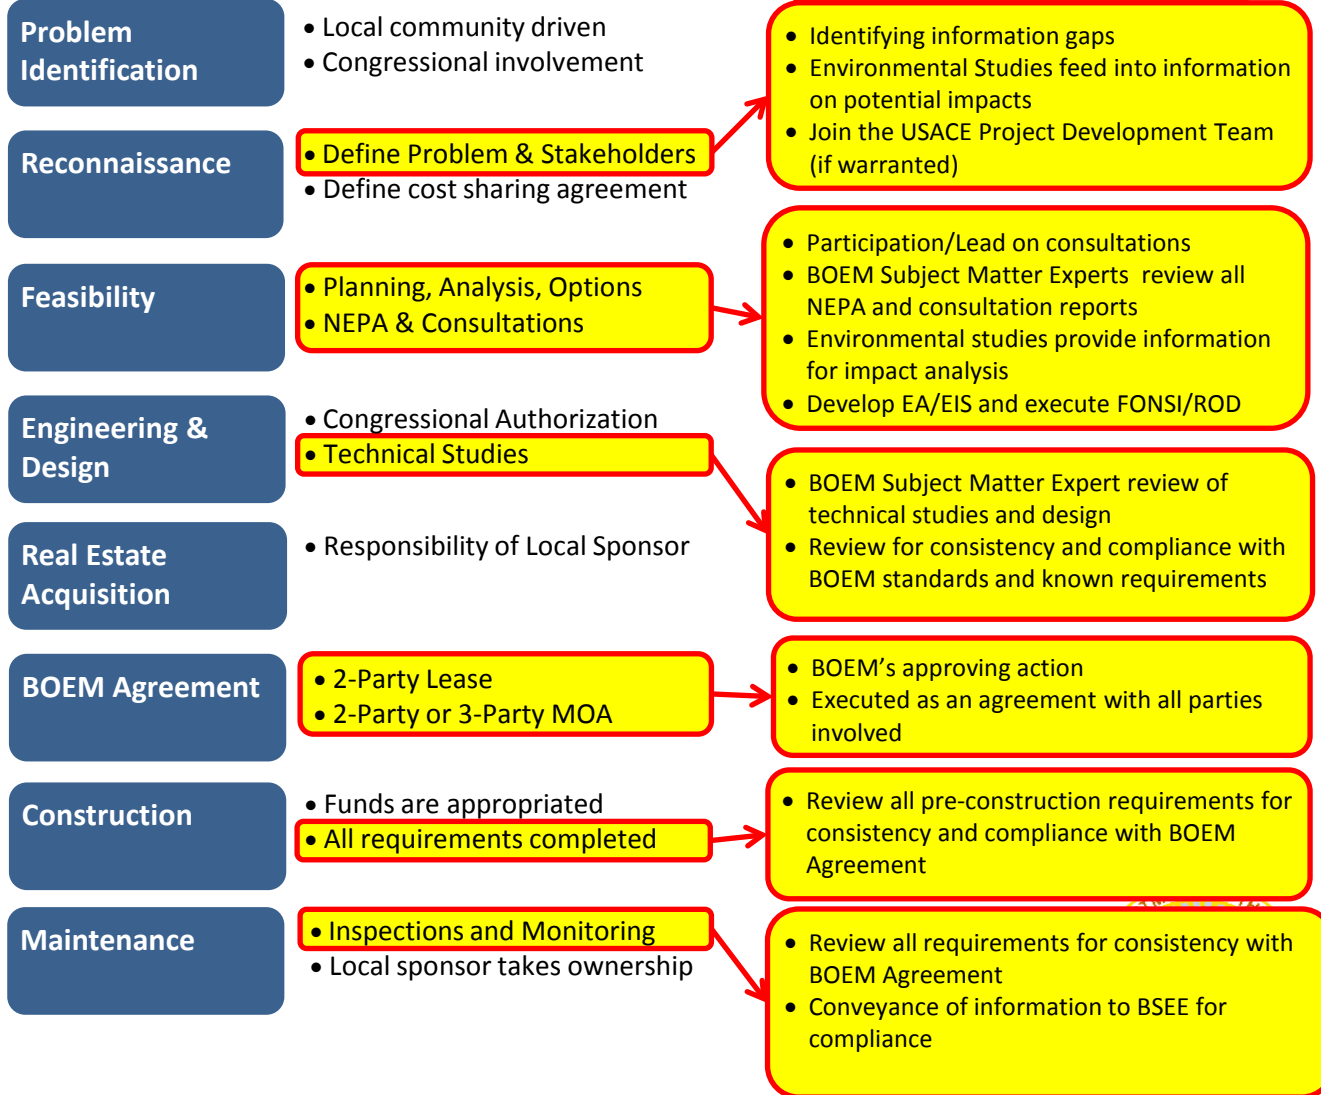 Problem
Identification
• Local community driven
• Congressional involvement
• Identifying information gaps
• Environmental Studies feed into information
on potential impacts
• Join the USACE Project Development Team
(if warranted)
Reconnaissance
• Define Problem & Stakeholders
• Define cost sharing agreement
Feasibility
• Planning, Analysis, Options
• NEPA & Consultations
• Participation/Lead on consultations
• BOEM Subject Matter Experts review all
NEPA and consultation reports
• Environmental studies provide information
for impact analysis
• Develop EA/EIS and execute FONSI/ROD
Engineering &
Design
• Congressional Authorization
• Technical Studies
• BOEM Subject Matter Expert review of
technical studies and design
• Review for consistency and compliance with
BOEM standards and known requirements
Real Estate
Acquisition
• Responsibility of Local Sponsor
BOEM Agreement
• 2-Party Lease
• 2-Party or 3-Party MOA
• BOEM’s approving action
• Executed as an agreement with all parties
involved
Construction
• Funds are appropriated
• All requirements completed
• Review all pre-construction requirements for
consistency and compliance with BOEM
Agreement
Maintenance
• Inspections and Monitoring
• Local sponsor takes ownership
• Review all requirements for consistency with
BOEM Agreement
• Conveyance of information to BSEE for
compliance